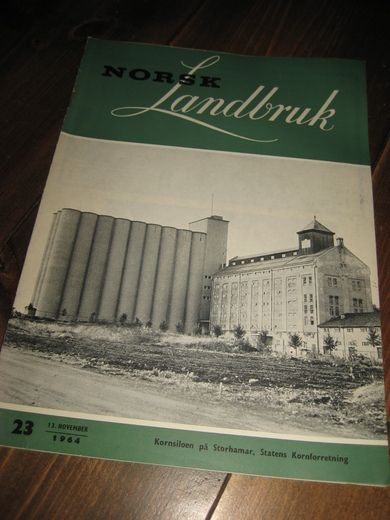 NORSK
Landbruk
23
13. NOVEMBER
1964
Kornsiloen på Storhamar, Statens Kornforretning